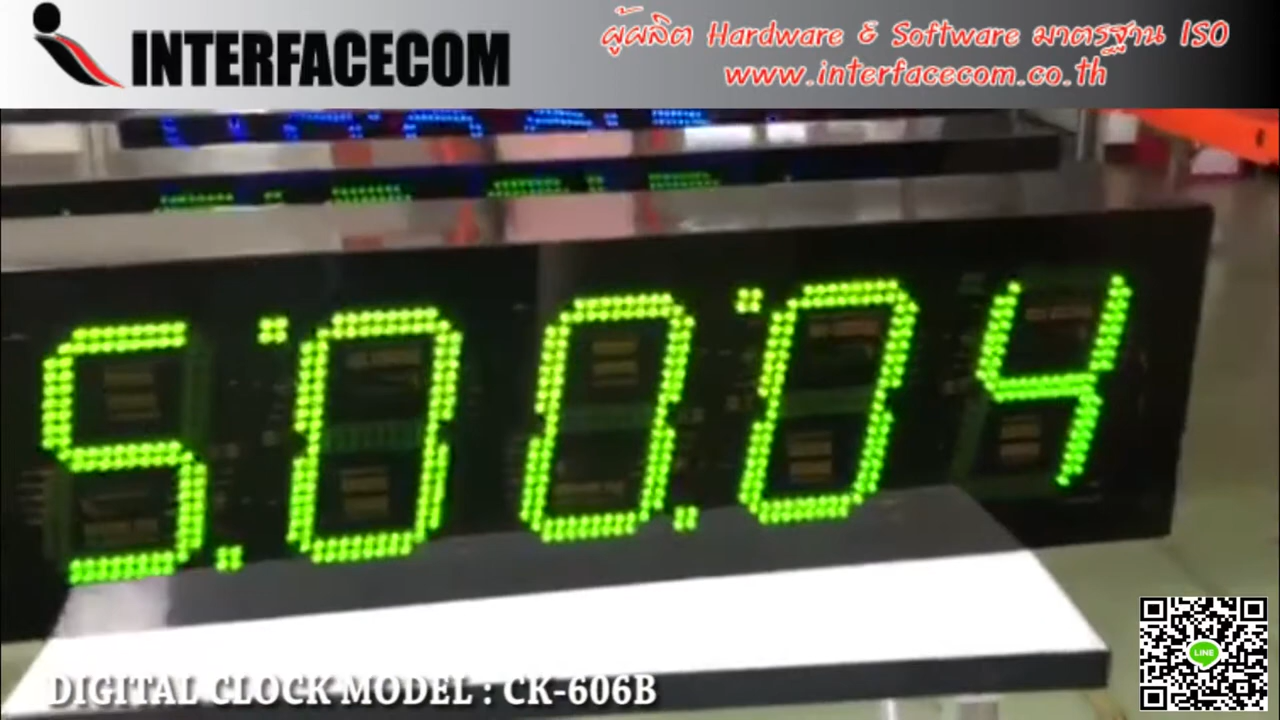 INTERFACECOM
ผู้ผลิต Hardware & Software มาตรฐาน ISO
www.interfacecom.co.th
5:00:04
DIGITAL CLOCK MODEL : CK-606B
LINE